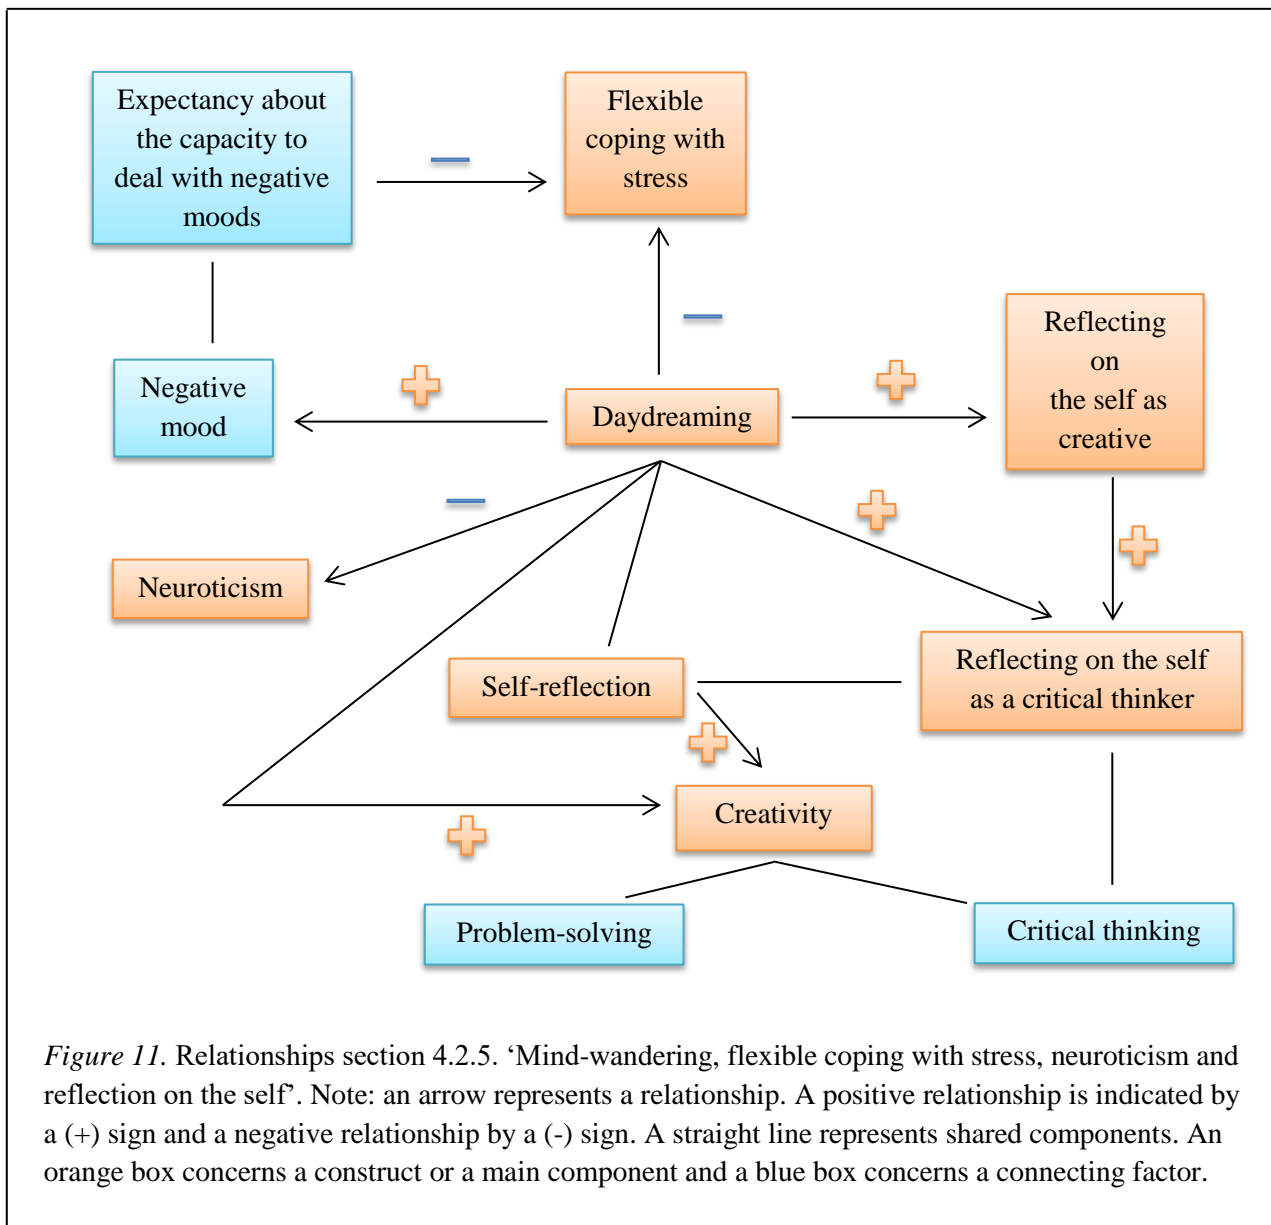 Expectancy about
the capacity to
deal with negative
moods
Flexible
coping with
stress
Reflecting
on
the self as
creative
Negative
mood
Daydreaming
Neuroticism
Self-reflection
Reflecting on the self
as a critical thinker
Creativity
Problem-solving
Critical thinking
Figure 11. Relationships section 4.2.5. ‘Mind-wandering, flexible coping with stress, neuroticism and
reflection on the self’. Note: an arrow represents a relationship. A positive relationship is indicated by
a (+) sign and a negative relationship by a (-) sign. A straight line represents shared components. An
orange box concerns a construct or a main component and a blue box concerns a connecting factor.